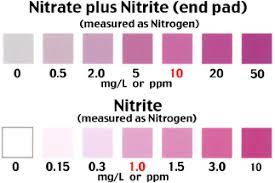 Nitrate plus Nitrite (end pad)
(measured as Nitrogen)
0 0.5 2.0 5 10 20 50
mg/L or ppm
Nitrite
(measured as Nitrogen)
0 0.15 0.3 1.0 1.5 3.0 10
mg/L or ppm